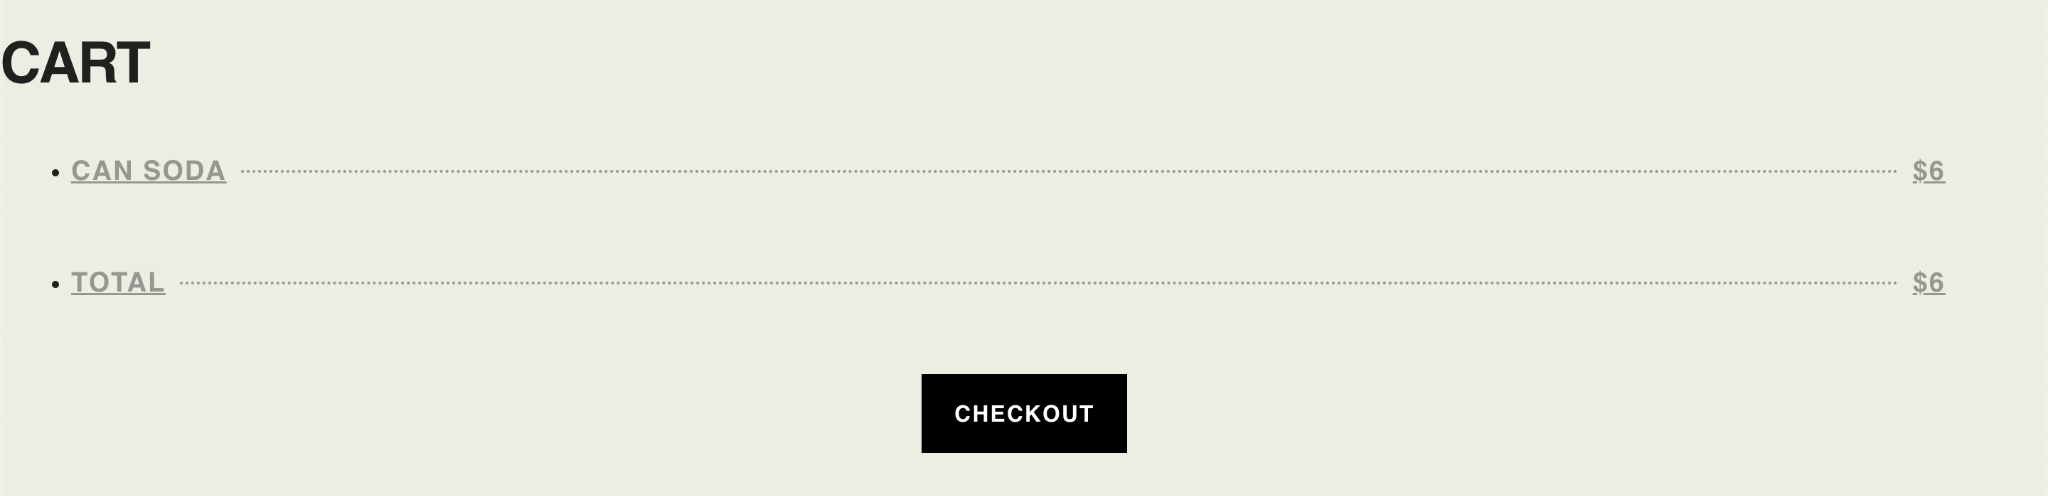 CART
CAN SODA $6
TOTAL $6
CHECKOUT